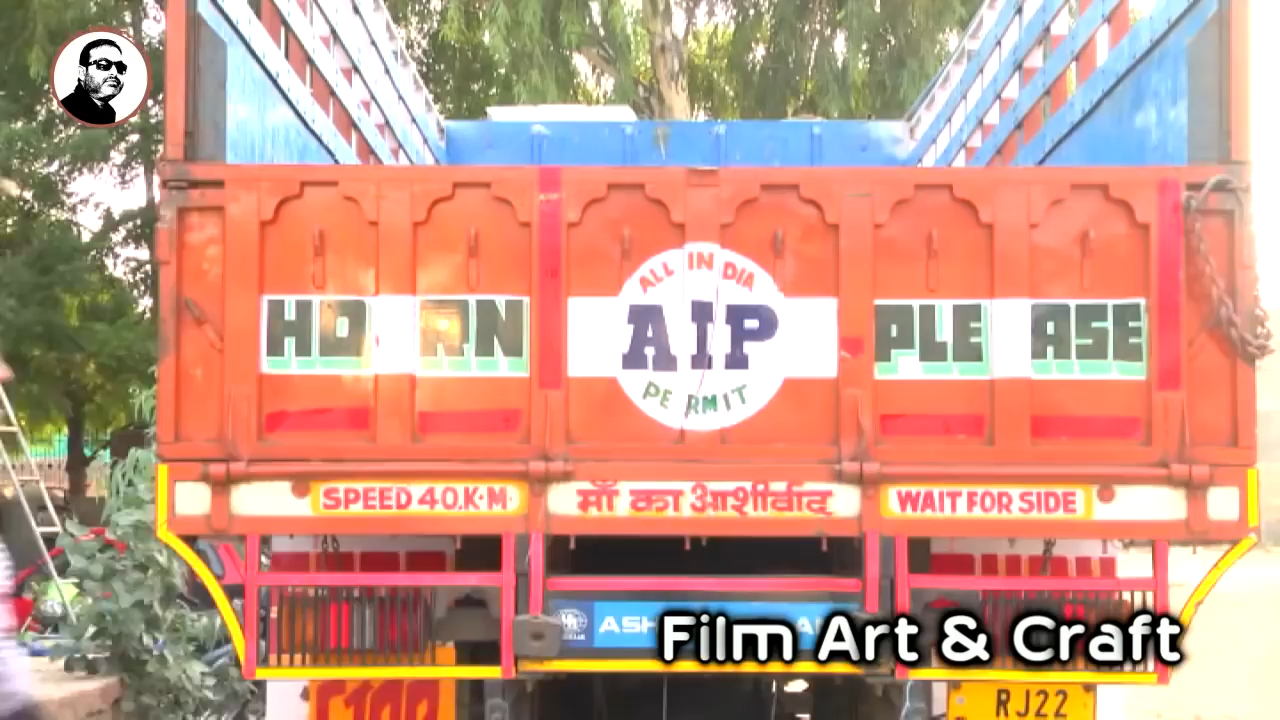 ALL INDIA
HORN AIP PLEASE
PERMIT
SPEED 40.K.M. माँ का आशीर्वाद WAIT FOR SIDE
Film Art & Craft
RJ22